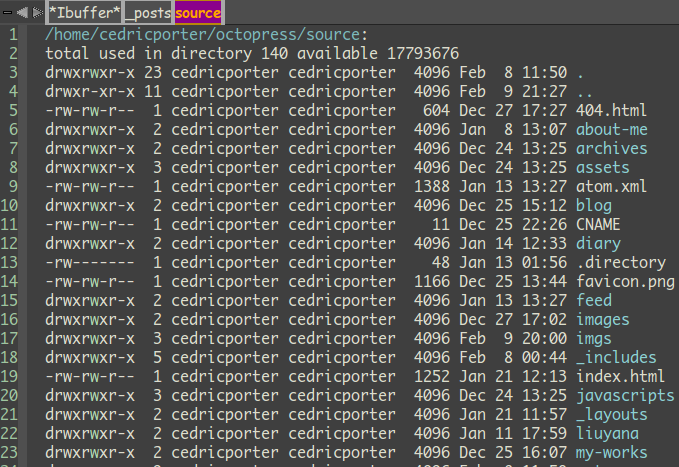 *Ibuffer* _posts source
1 /home/cedricporter/octopress/source:
2 total used in directory 140 available 17793676
3 drwxrwxr-x 23 cedricporter cedricporter 4096 Feb 8 11:50 .
4 drwxr-xr-x 11 cedricporter cedricporter 4096 Feb 9 21:27 ..
5 -rw-rw-r-- 1 cedricporter cedricporter 604 Dec 27 17:27 404.html
6 drwxrwxr-x 2 cedricporter cedricporter 4096 Jan 8 13:07 about-me
7 drwxrwxr-x 2 cedricporter cedricporter 4096 Dec 24 13:25 archives
8 drwxrwxr-x 3 cedricporter cedricporter 4096 Dec 24 13:25 assets
9 -rw-rw-r-- 1 cedricporter cedricporter 1388 Jan 13 13:27 atom.xml
10 drwxrwxr-x 2 cedricporter cedricporter 4096 Dec 25 15:12 blog
11 -rw-rw-r-- 1 cedricporter cedricporter 11 Dec 25 22:26 CNAME
12 drwxrwxr-x 2 cedricporter cedricporter 4096 Jan 14 12:33 diary
13 -rw------- 1 cedricporter cedricporter 48 Jan 13 01:56 .directory
14 -rw-rw-r-- 1 cedricporter cedricporter 1166 Dec 25 13:44 favicon.png
15 drwxrwxr-x 2 cedricporter cedricporter 4096 Jan 13 13:27 feed
16 drwxrwxr-x 2 cedricporter cedricporter 4096 Dec 27 17:02 images
17 drwxrwxr-x 3 cedricporter cedricporter 4096 Feb 9 20:00 imgs
18 drwxrwxr-x 5 cedricporter cedricporter 4096 Feb 8 00:44 _includes
19 -rw-rw-r-- 1 cedricporter cedricporter 1252 Jan 21 12:13 index.html
20 drwxrwxr-x 3 cedricporter cedricporter 4096 Dec 24 13:25 javascripts
21 drwxrwxr-x 2 cedricporter cedricporter 4096 Jan 21 11:57 _layouts
22 drwxrwxr-x 2 cedricporter cedricporter 4096 Jan 11 17:59 liuyana
23 drwxrwxr-x 2 cedricporter cedricporter 4096 Dec 25 16:07 my-works